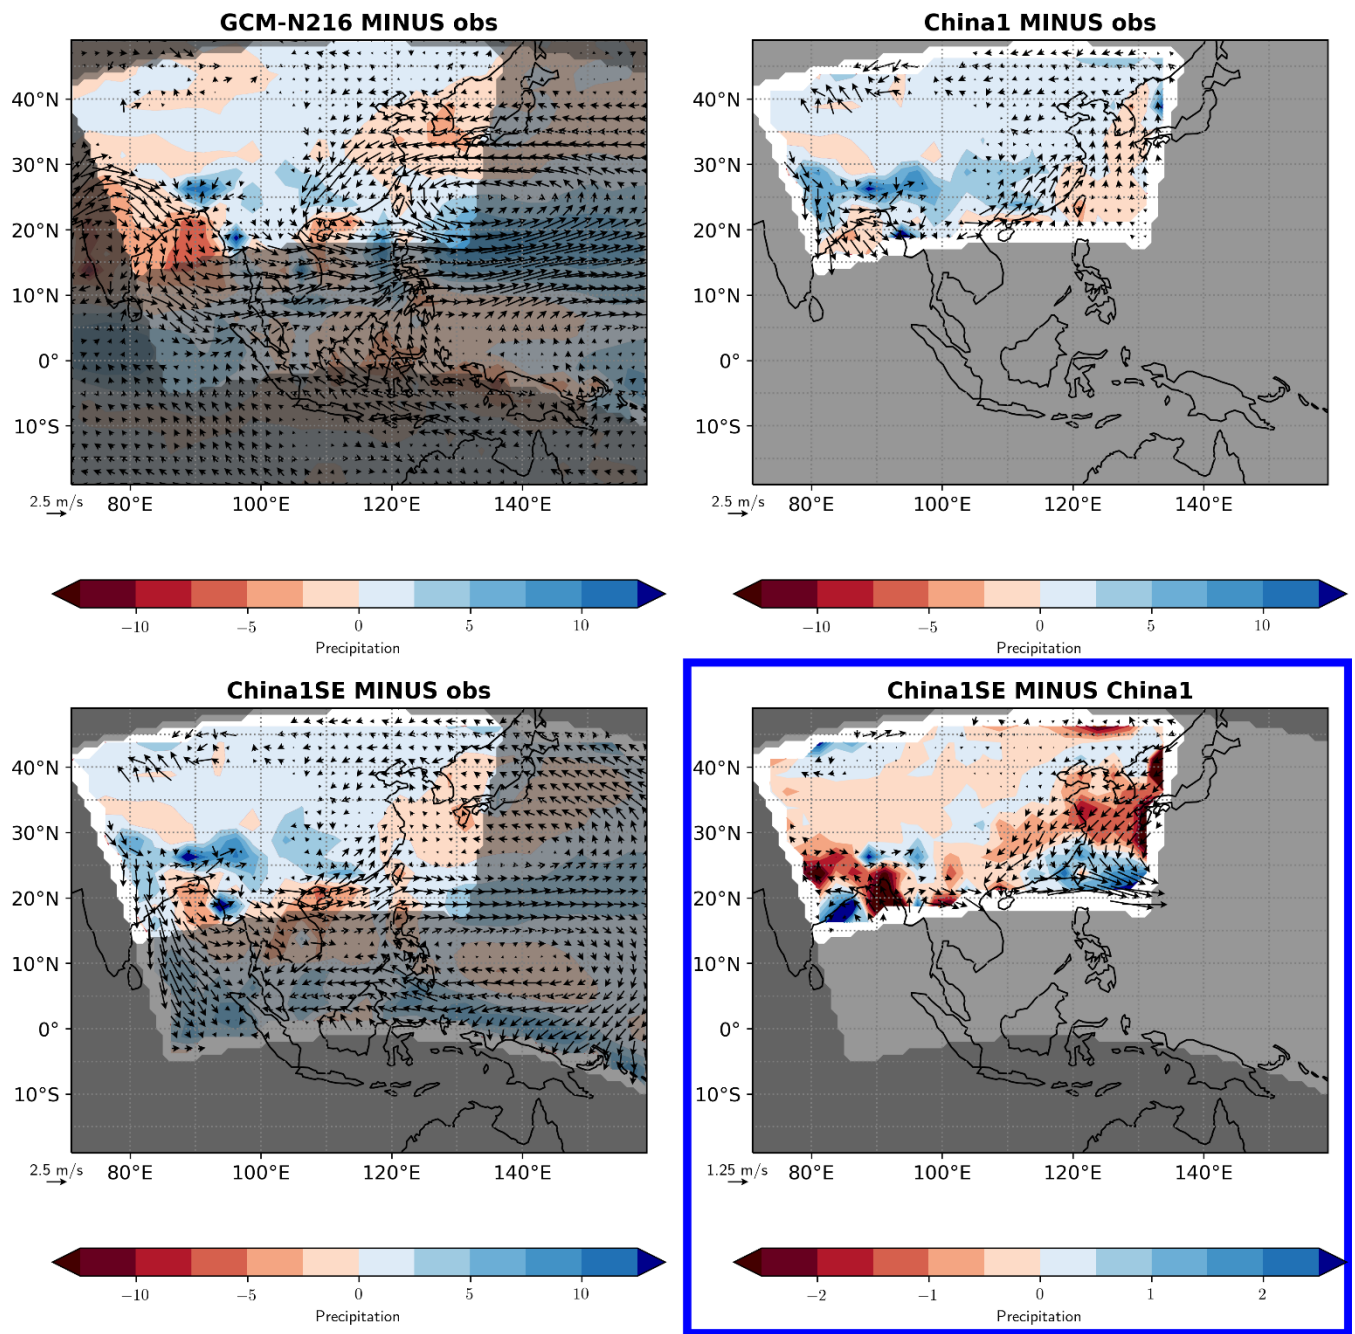 GCM-N216 MINUS obs
China1 MINUS obs
40°N
30°N
20°N
10°N
0°
10°S
40°N
30°N
20°N
10°N
0°
10°S
2.5 m/s
80°E 100°E 120°E 140°E
2.5 m/s
80°E 100°E 120°E 140°E
−10 −5 0 5 10
Precipitation
−10 −5 0 5 10
Precipitation
China1SE MINUS obs
China1SE MINUS China1
40°N
30°N
20°N
10°N
0°
10°S
40°N
30°N
20°N
10°N
0°
10°S
2.5 m/s
80°E 100°E 120°E 140°E
1.25 m/s
80°E 100°E 120°E 140°E
−10 −5 0 5 10
Precipitation
−2 −1 0 1 2
Precipitation